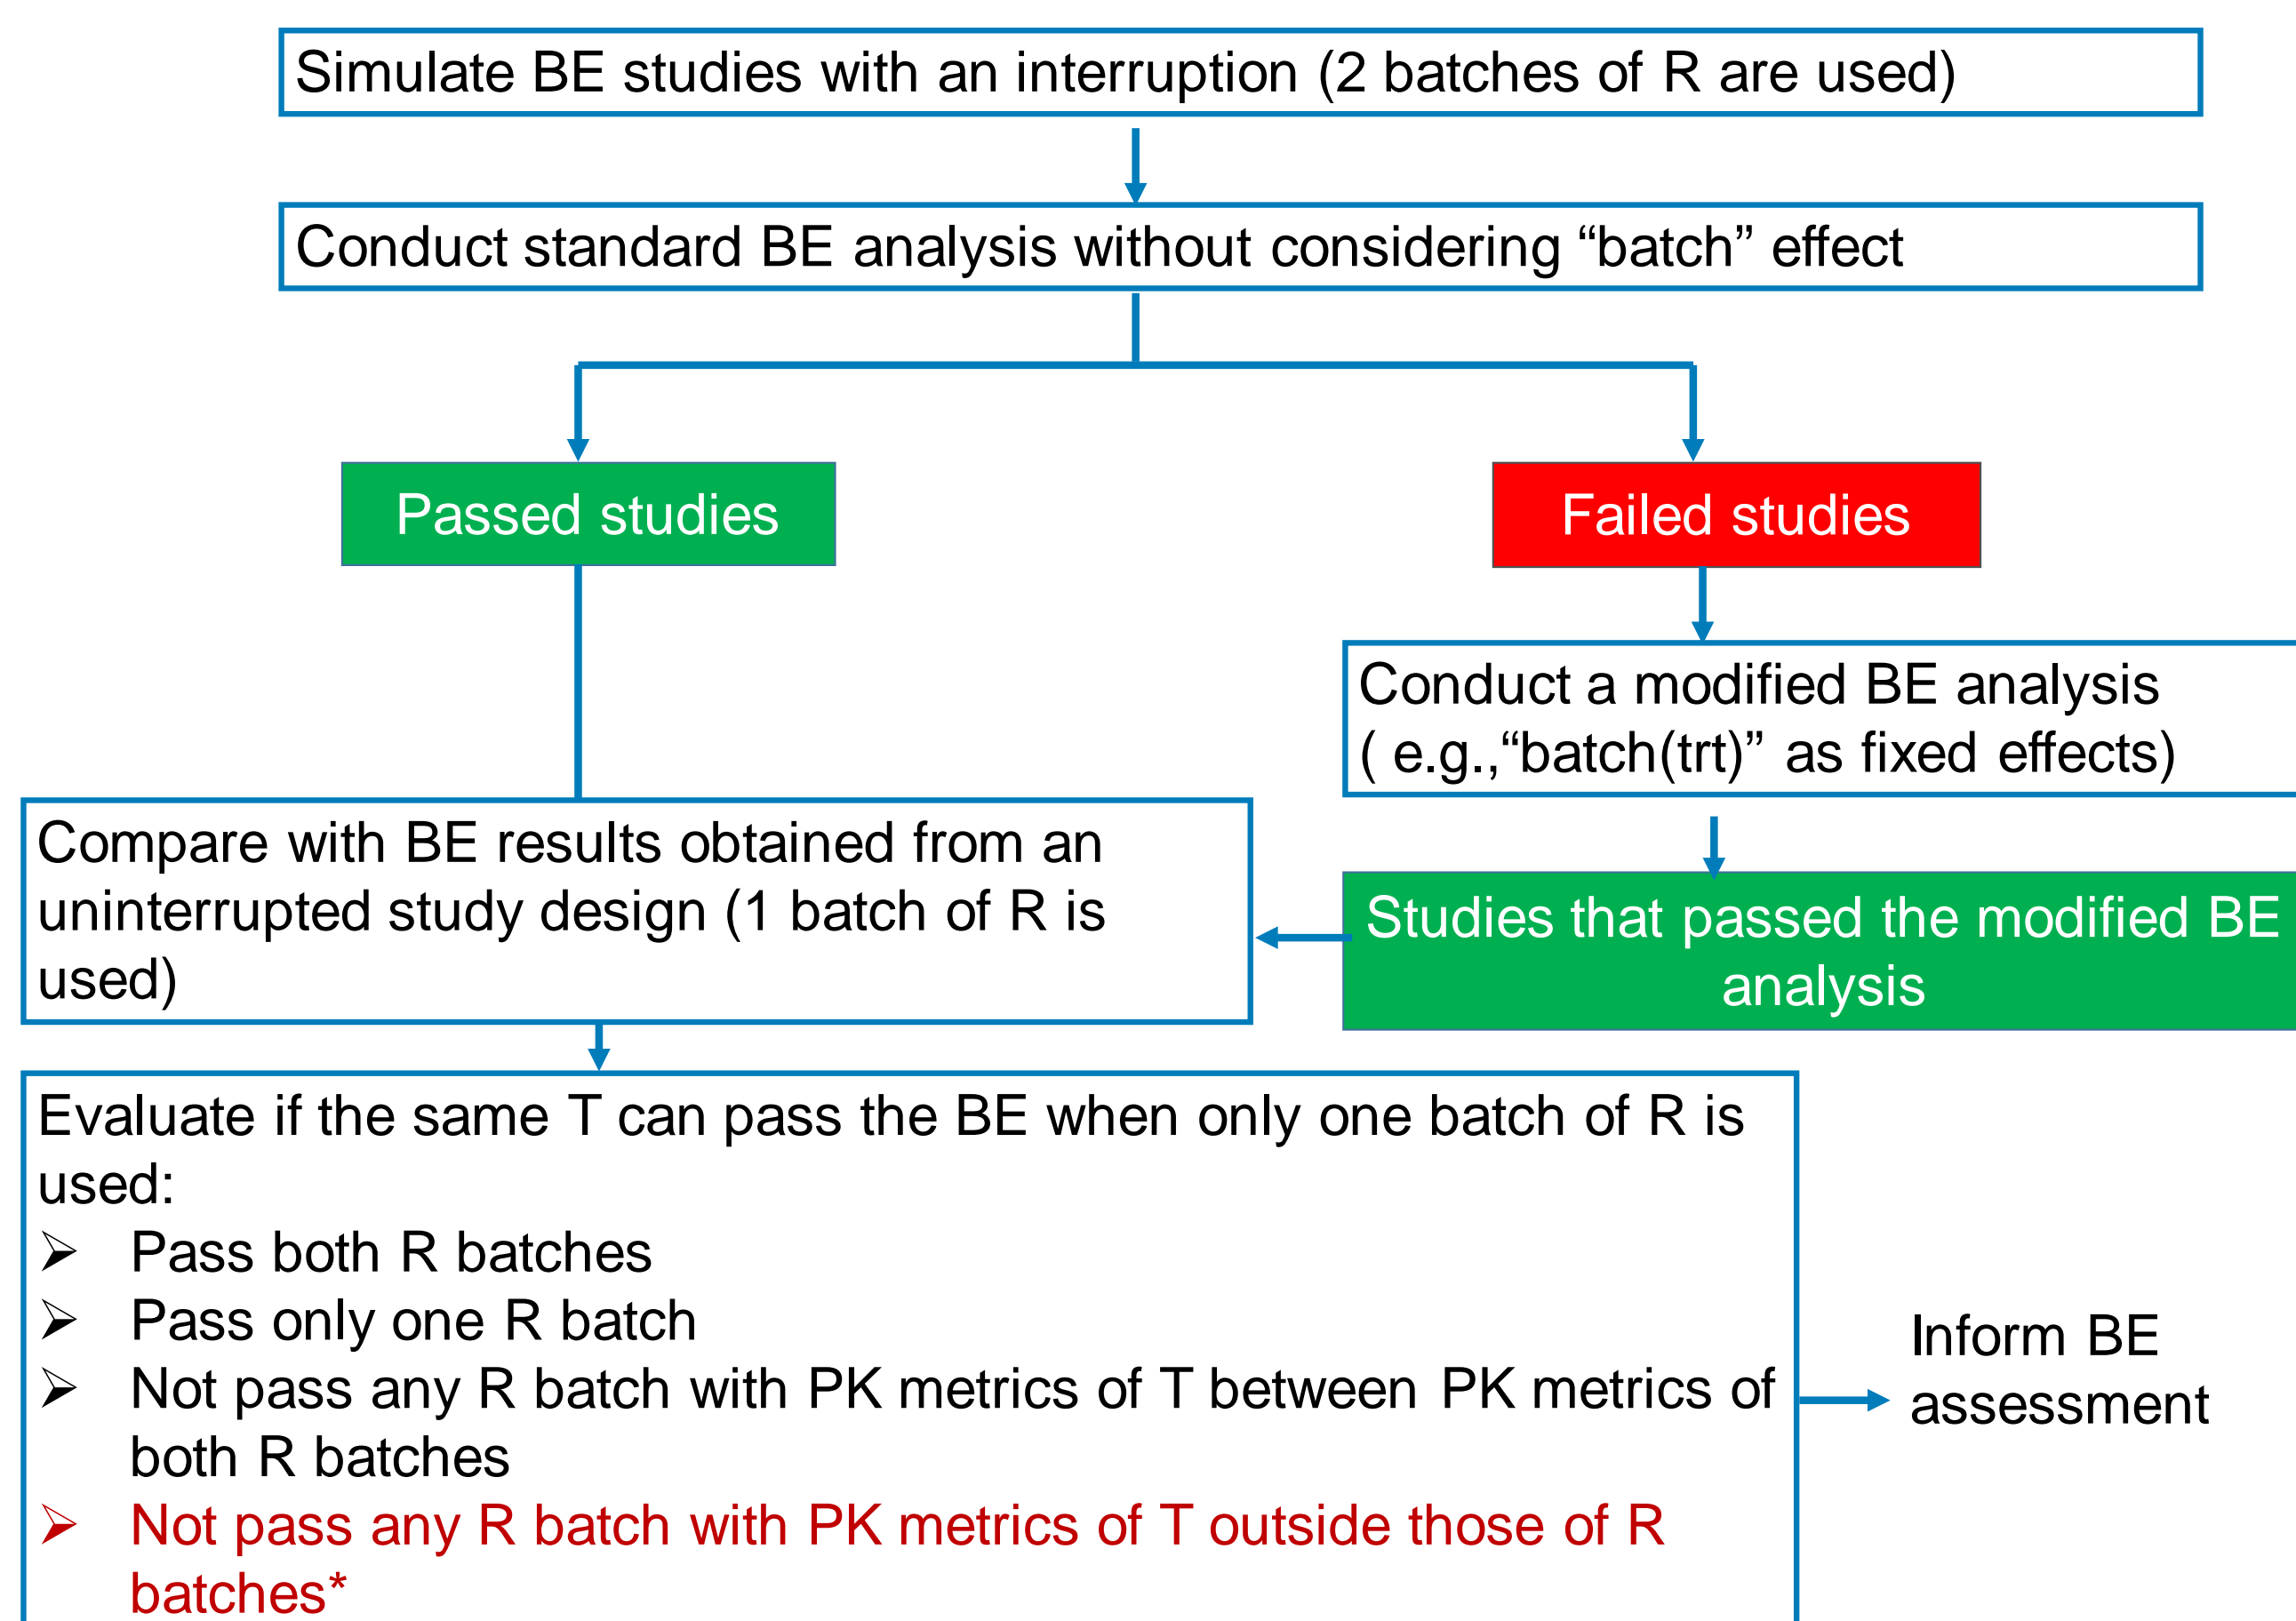 Simulate BE studies with an interruption (2 batches of R are used)
Conduct standard BE analysis without considering “batch” effect
Passed studies
Failed studies
Conduct a modified BE analysis
( e.g.,“batch(trt)” as fixed effects)
Compare with BE results obtained from an
uninterrupted study design (1 batch of R is
used)
Studies that passed the modified BE
analysis
Evaluate if the same T can pass the BE when only one batch of R is
used:
➢ Pass both R batches
➢ Pass only one R batch
➢ Not pass any R batch with PK metrics of T between PK metrics of
both R batches
➢ Not pass any R batch with PK metrics of T outside those of R
batches*
Inform BE
assessment